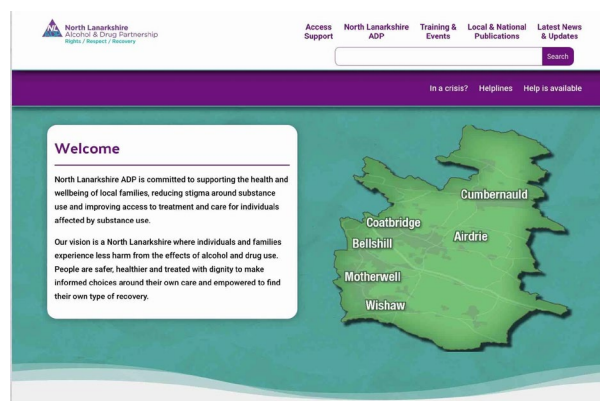 North Lanarkshire
Alcohol & Drug Partnership
Rights / Respect / Recovery
Access Support
North Lanarkshire ADP
Training & Events
Local & National Publications
Latest News & Updates
Search
In a crisis?
Helplines
Help is available
Welcome
North Lanarkshire ADP is committed to supporting the health and
wellbeing of local families, reducing stigma around substance
use and improving access to treatment and care for individuals
affected by substance use.
Our vision is a North Lanarkshire where individuals and families
experience less harm from the effects of alcohol and drug use.
People are safer, healthier and treated with dignity to make
informed choices around their own care and empowered to find
their own type of recovery.
Cumbernauld
Coatbridge
Airdrie
Bellshill
Motherwell
Wishaw